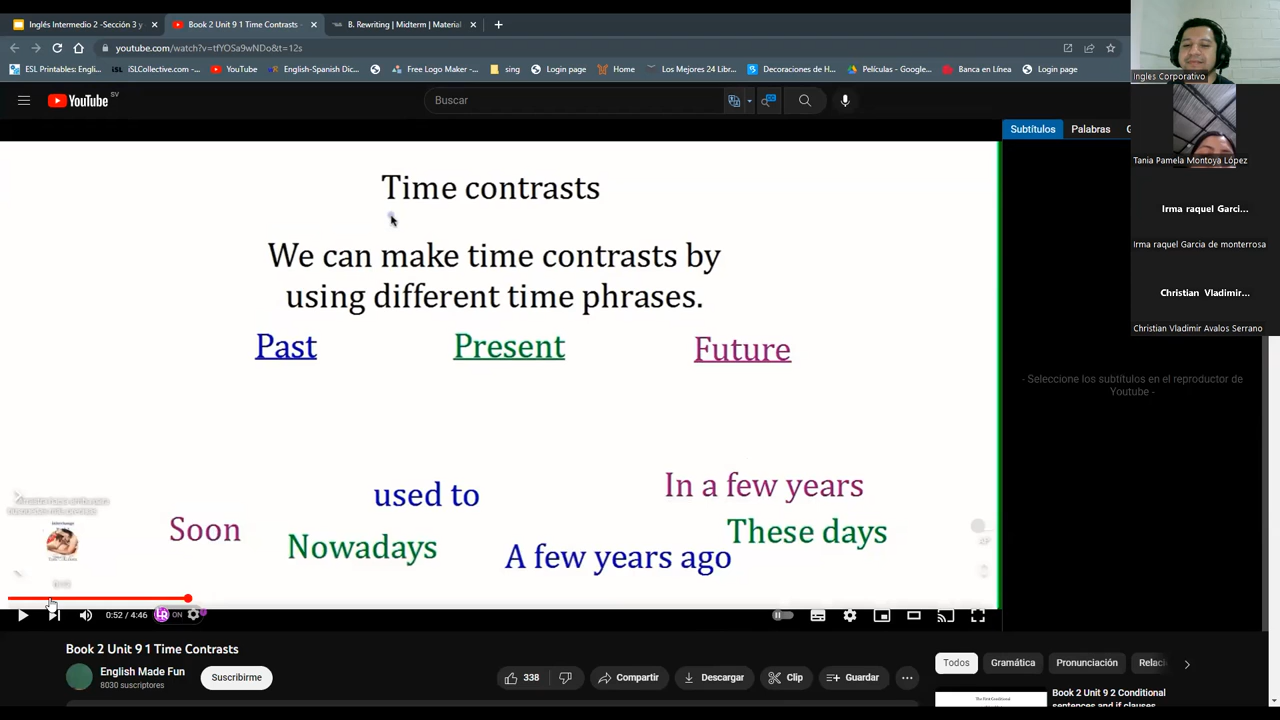 Inglés Intermedio 2 -Sección 3 y
Book 2 Unit 9 1 Time Contrasts -
B. Rewriting | Midterm | Material
youtube.com/watch?v=tfYOSa9wNDo&t=12s
ESL Printables: Engli...
iSLCollective.com -...
YouTube
English-Spanish Dic...
Free Logo Maker -...
sing
Login page
Home
Los Mejores 24 Libr...
Decoraciones de H...
Películas - Google...
Banca en Línea
Login page
Ingles Corporativo
YouTube SV
Buscar
Subtítulos
Palabras
G
Tania Pamela Montoya López
Time contrasts
Irma raquel Garci...
Irma raquel Garcia de monterrosa
We can make time contrasts by
using different time phrases.
Christian Vladimir...
Christian Vladimir Avalos Serrano
Past
Present
Future
- Seleccione los subtítulos en el reproductor de
Youtube -
In a few years
used to
Soon
These days
Nowadays
A few years ago
0:52 / 4:46
ON
Book 2 Unit 9 1 Time Contrasts
English Made Fun
8030 suscriptores
Suscribirme
338
Compartir
Descargar
Clip
Guardar
Todos
Gramática
Pronunciación
Relaci
Book 2 Unit 9 2 Conditional
sentences and if clauses